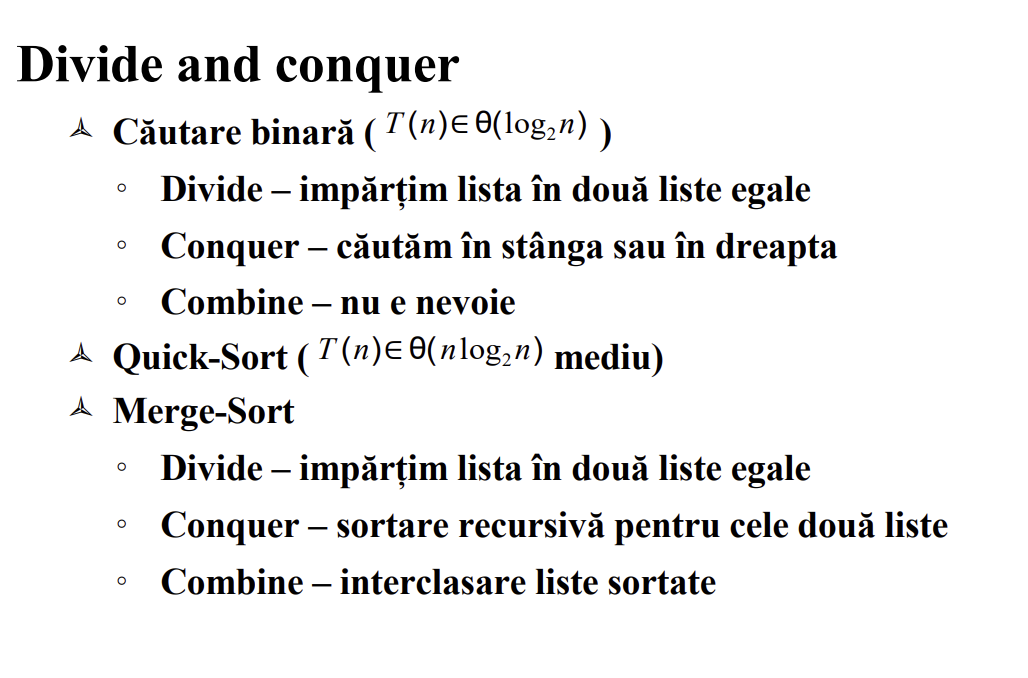 Divide and conquer
Căutare binară ( T(n)∈θ(log₂n) )
Divide – impărțim lista în două liste egale
Conquer – căutăm în stânga sau în dreapta
Combine – nu e nevoie
Quick-Sort ( T(n)∈θ(nlog₂n) mediu)
Merge-Sort
Divide – impărțim lista în două liste egale
Conquer – sortare recursivă pentru cele două liste
Combine – interclasare liste sortate